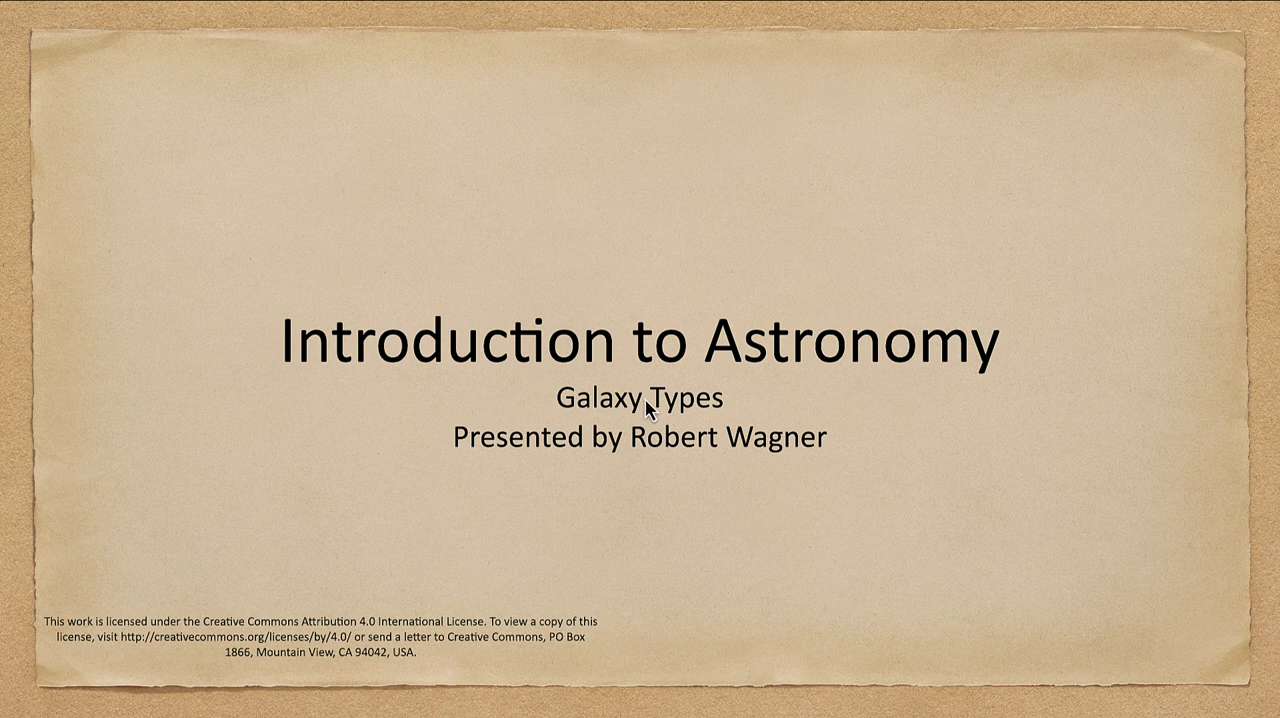 Introduction to Astronomy
Galaxy Types
Presented by Robert Wagner
This work is licensed under the Creative Commons Attribution 4.0 International License. To view a copy of this
license, visit http://creativecommons.org/licenses/by/4.0/ or send a letter to Creative Commons, PO Box
1866, Mountain View, CA 94042, USA.